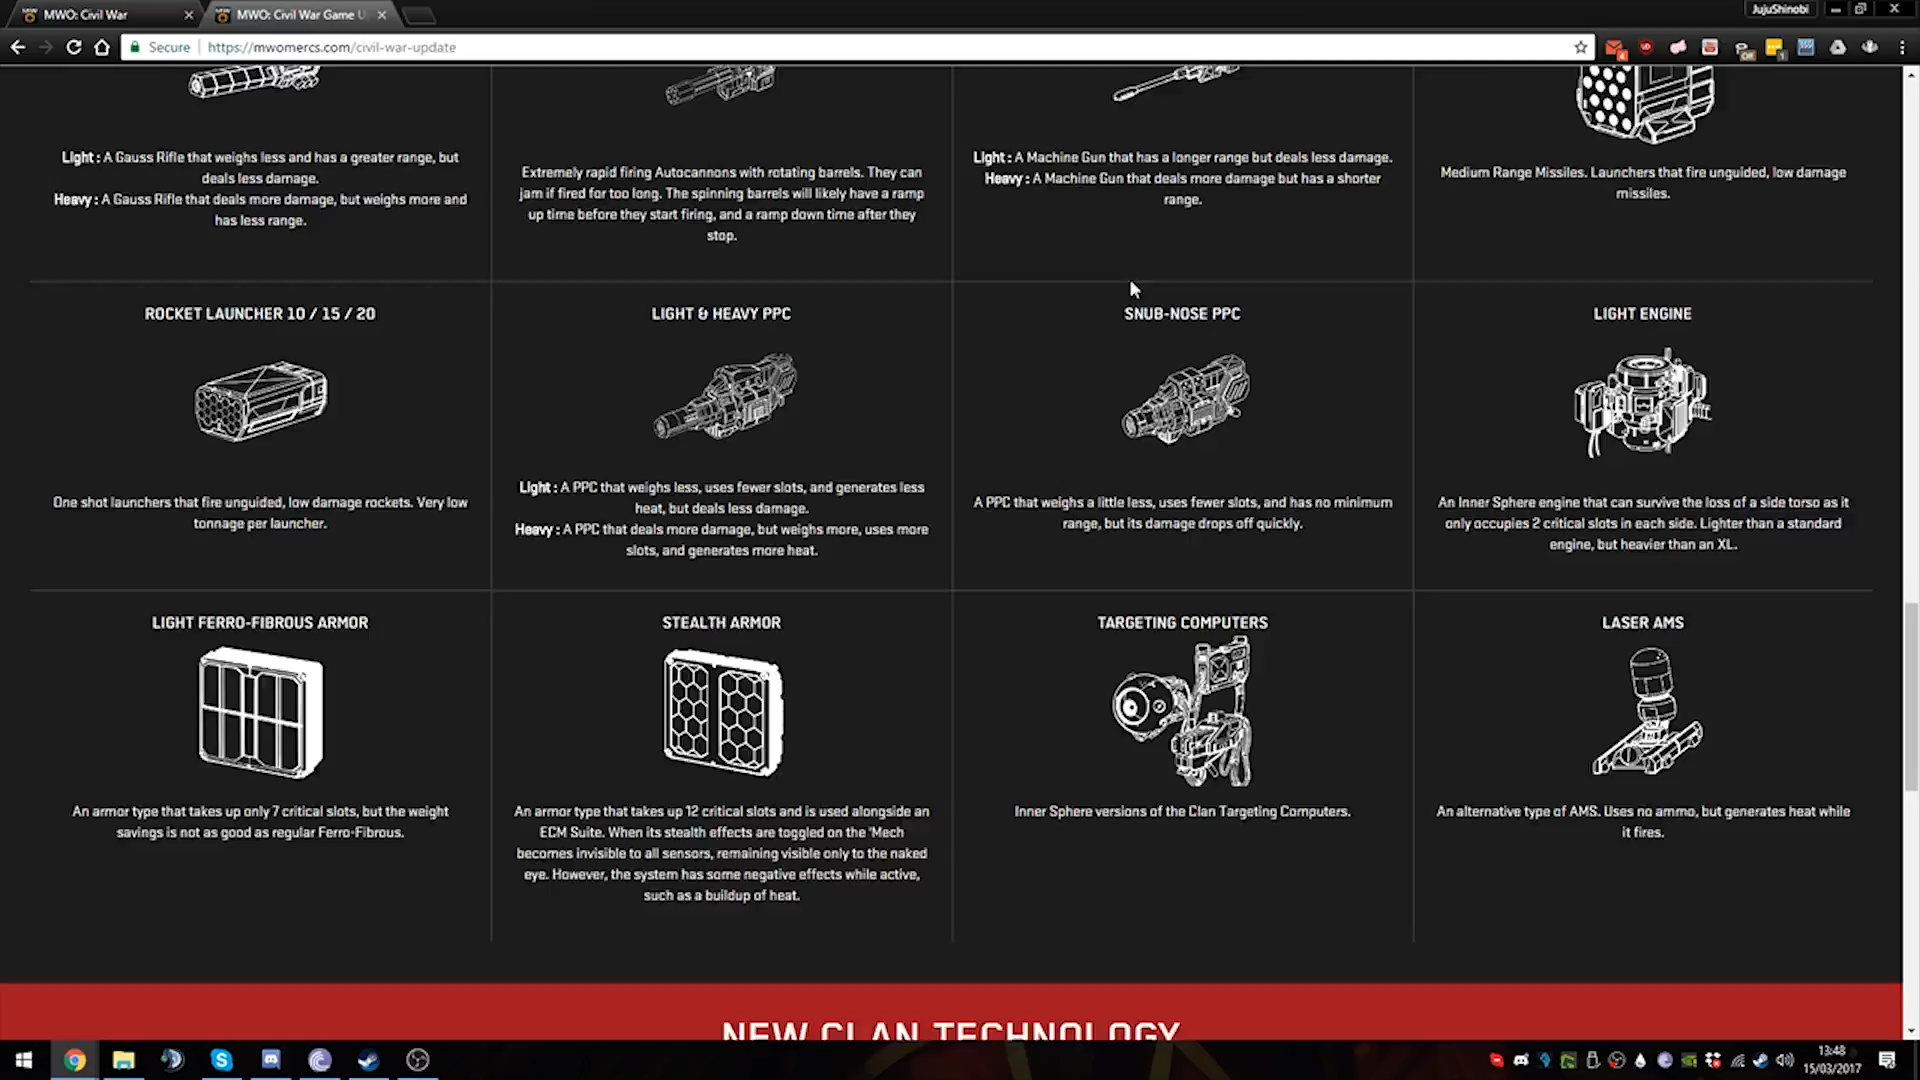 MWO: Civil War
MWO: Civil War Game U
JujuShinobi
Secure
https://mwomercs.com/civil-war-update
Light : A Gauss Rifle that weighs less and has a greater range, but
deals less damage.
Heavy : A Gauss Rifle that deals more damage, but weighs more and
has less range.
Extremely rapid firing Autocannons with rotating barrels. They can
jam if fired for too long. The spinning barrels will likely have a ramp
up time before they start firing, and a ramp down time after they
stop.
Light : A Machine Gun that has a longer range but deals less damage.
Heavy : A Machine Gun that deals more damage but has a shorter
range.
Medium Range Missiles. Launchers that fire unguided, low damage
missiles.
ROCKET LAUNCHER 10 / 15 / 20
One shot launchers that fire unguided, low damage rockets. Very low
tonnage per launcher.
LIGHT & HEAVY PPC
Light : A PPC that weighs less, uses fewer slots, and generates less
heat, but deals less damage.
Heavy : A PPC that deals more damage, but weighs more, uses more
slots, and generates more heat.
SNUB-NOSE PPC
A PPC that weighs a little less, uses fewer slots, and has no minimum
range, but its damage drops off quickly.
LIGHT ENGINE
An Inner Sphere engine that can survive the loss of a side torso as it
only occupies 2 critical slots in each side. Lighter than a standard
engine, but heavier than an XL.
LIGHT FERRO-FIBROUS ARMOR
An armor type that takes up only 7 critical slots, but the weight
savings is not as good as regular Ferro-Fibrous.
STEALTH ARMOR
An armor type that takes up 12 critical slots and is used alongside an
ECM Suite. When its stealth effects are toggled on the 'Mech
becomes invisible to all sensors, remaining visible only to the naked
eye. However, the system has some negative effects while active,
such as a buildup of heat.
TARGETING COMPUTERS
Inner Sphere versions of the Clan Targeting Computers.
LASER AMS
An alternative type of AMS. Uses no ammo, but generates heat while
it fires.
NEW CLAN TECHNOLOGY
13:48
15/03/2017